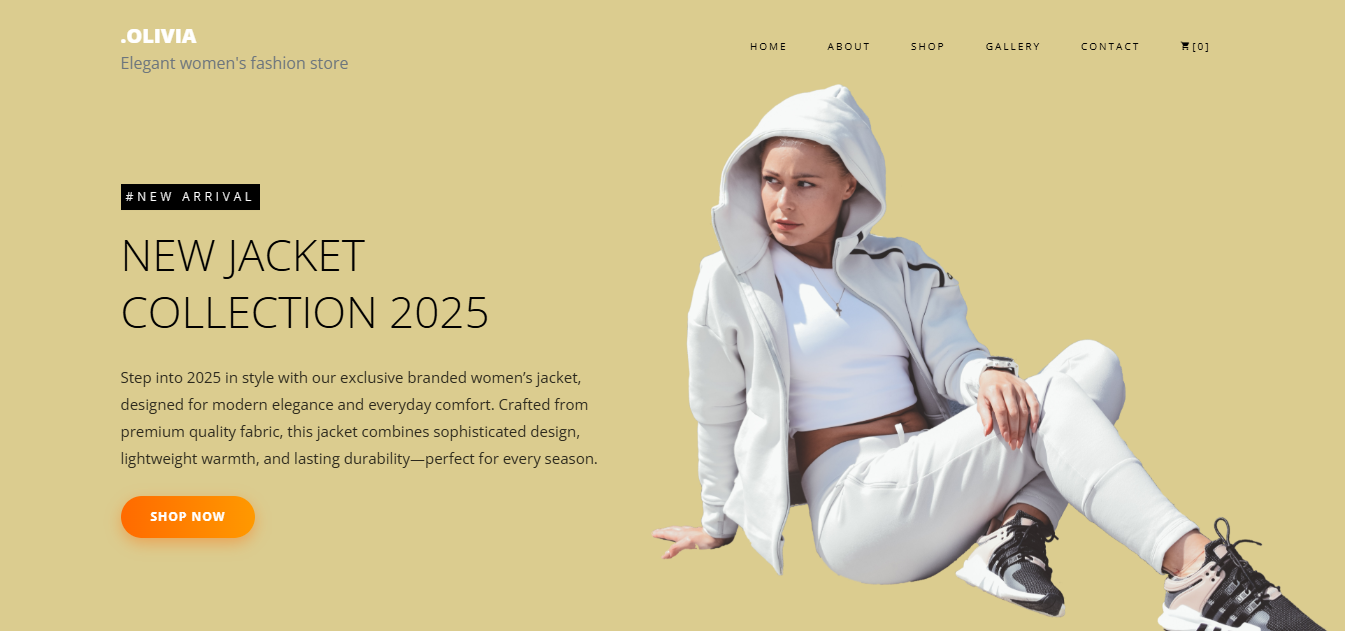 .OLIVIA
Elegant women's fashion store
HOME ABOUT SHOP GALLERY CONTACT [0]
#NEW ARRIVAL
NEW JACKET
COLLECTION 2025
Step into 2025 in style with our exclusive branded women’s jacket,
designed for modern elegance and everyday comfort. Crafted from
premium quality fabric, this jacket combines sophisticated design,
lightweight warmth, and lasting durability—perfect for every season.
SHOP NOW